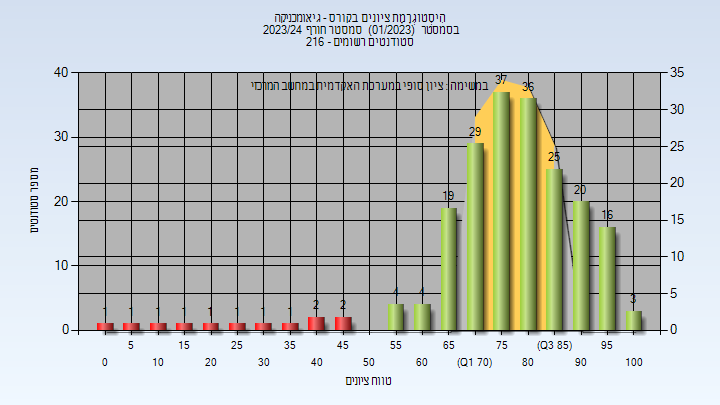 היסטוגרמת ציונים בקורס - גיאומכניקה
בסמסטר (01/2023) סמסטר חורף 2023/24
סטודנטים רשומים - 216
במשימה : ציון סופי במערכת האקדמית במחשב המרכזי
מספר סטודנטים
40
30
20
10
0
35
30
25
20
15
10
5
0
1 1 1 1 1 1 1 1 2 2 4 4 19 29 37 36 25 20 16 3
5 15 25 35 45 55 65 75 (Q3 85) 95
0 10 20 30 40 50 60 (Q1 70) 80 90 100
טווח ציונים